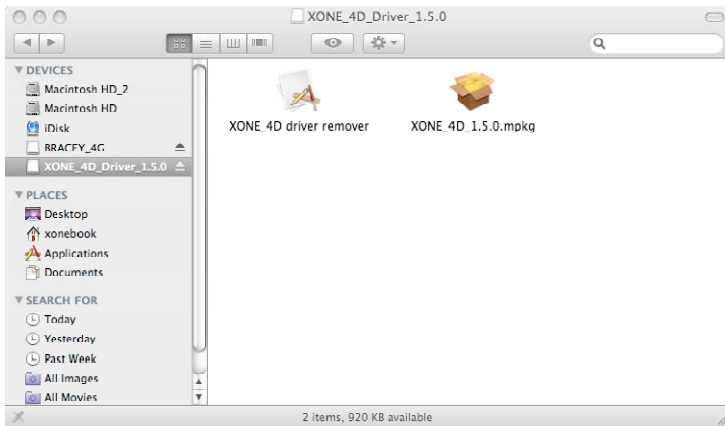 XONE_4D_Driver_1.5.0
DEVICES
Macintosh HD_2
Macintosh HD
iDisk
BRACEY_4G
XONE_4D_Driver_1.5.0
PLACES
Desktop
xonebook
Applications
Documents
SEARCH FOR
Today
Yesterday
Past Week
All Images
All Movies
XONE_4D driver remover
XONE_4D_1.5.0.mpkg
2 items, 920 KB available